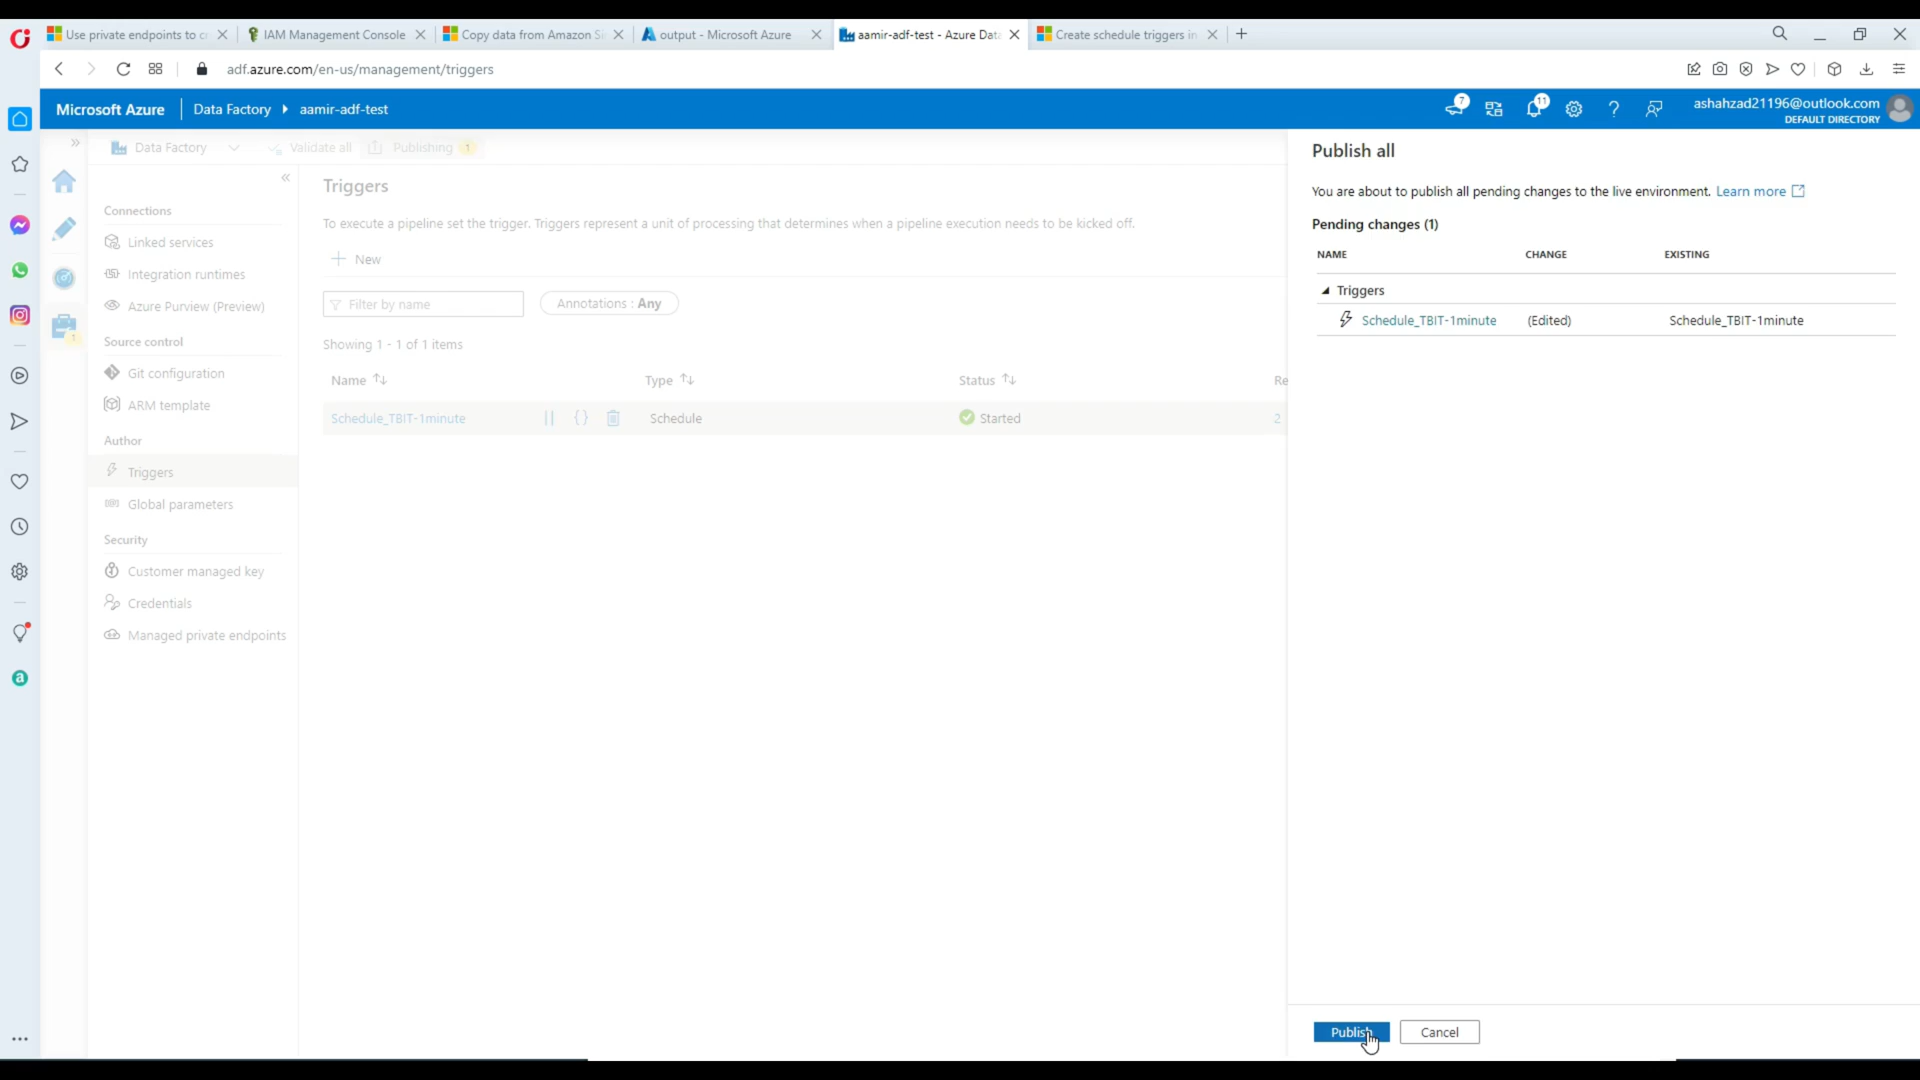 Use private endpoints to c
IAM Management Console
Copy data from Amazon Si
output - Microsoft Azure
aamir-adf-test - Azure Data
Create schedule triggers in
adf.azure.com/en-us/management/triggers
Microsoft Azure
Data Factory
aamir-adf-test
7
11
ashahzad21196@outlook.com
DEFAULT DIRECTORY
Data Factory
Validate all
Publishing
1
Connections
Linked services
Integration runtimes
Azure Purview (Preview)
1
Source control
Git configuration
ARM template
Author
Triggers
Global parameters
Security
Customer managed key
Credentials
Managed private endpoints
Triggers
To execute a pipeline set the trigger. Triggers represent a unit of processing that determines when a pipeline execution needs to be kicked off.
New
Filter by name
Annotations : Any
Showing 1 - 1 of 1 items
Name Type Status Re
Schedule_TBIT-1minute {} Schedule Started 2
Publish all
You are about to publish all pending changes to the live environment. Learn more
Pending changes (1)
NAME CHANGE EXISTING
Triggers
Schedule_TBIT-1minute (Edited) Schedule_TBIT-1minute
Publish
Cancel